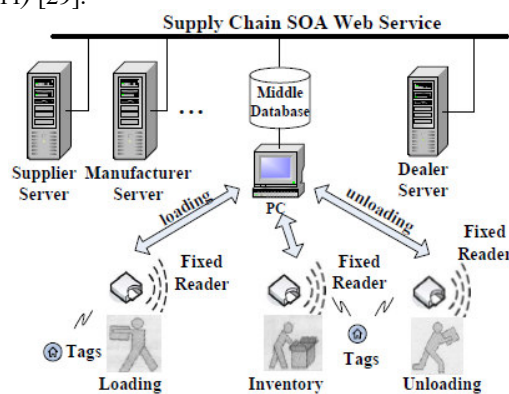 [29].
Supply Chain SOA Web Service
Middle
Database
...
Supplier
Server
Manufacturer
Server
Dealer
Server
PC
loading
unloading
Fixed
Reader
Fixed
Reader
Fixed
Reader
Tags
Tags
Loading
Inventory
Unloading